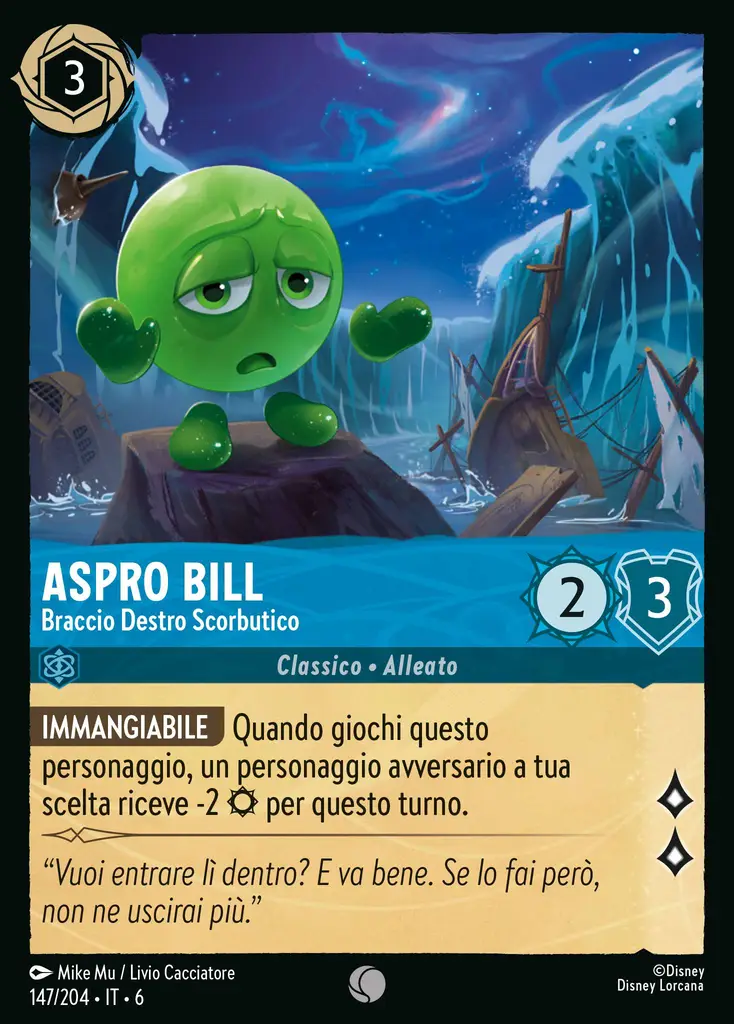 3
ASPRO BILL
Braccio Destro Scorbutico
2
3
Classico • Alleato
IMMANGIABILE Quando giochi questo
personaggio, un personaggio avversario a tua
scelta riceve -2 per questo turno.
“Vuoi entrare lì dentro? E va bene. Se lo fai però,
non ne uscirai più.”
Mike Mu / Livio Cacciatore
147/204 • IT • 6
©Disney
Disney Lorcana